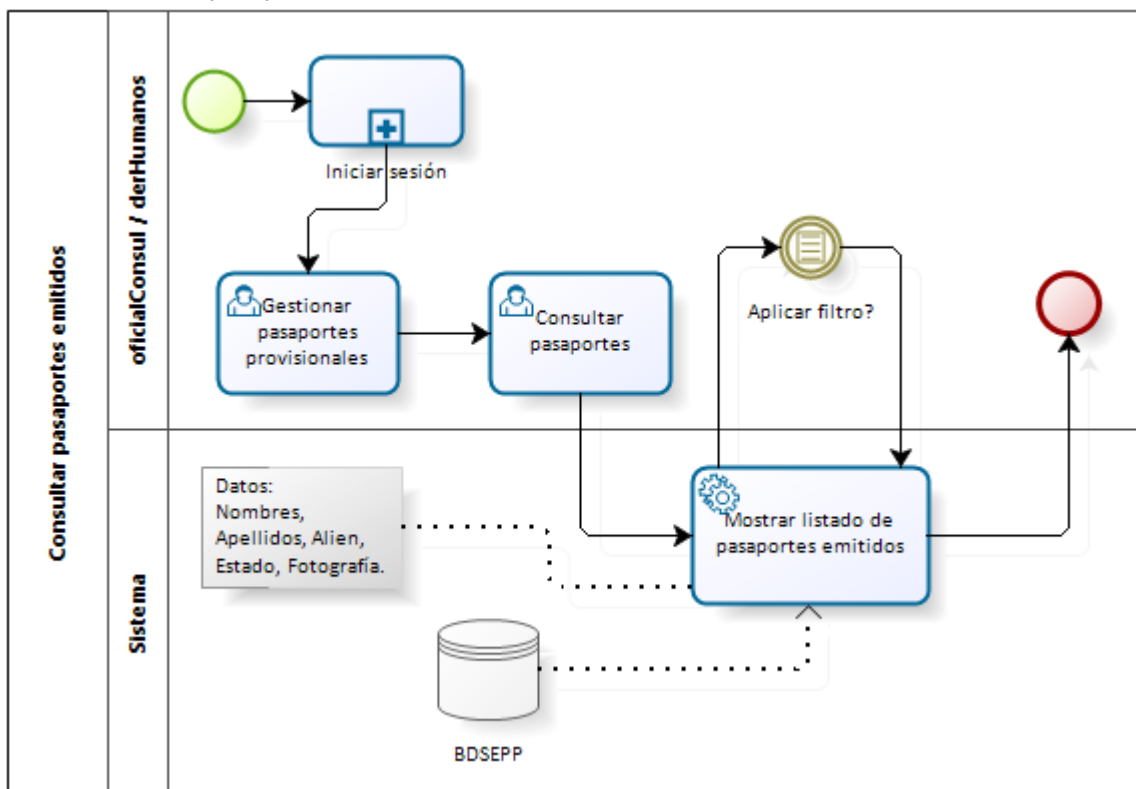 Consultar pasaportes emitidos
oficialConsul / derHumanos
Iniciar sesión
Gestionar
pasaportes
provisionales
Consultar
pasaportes
Aplicar filtro?
Sistema
Datos:
Nombres,
Apellidos, Alien,
Estado, Fotografía.
Mostrar listado de
pasaportes emitidos
BDSEPP